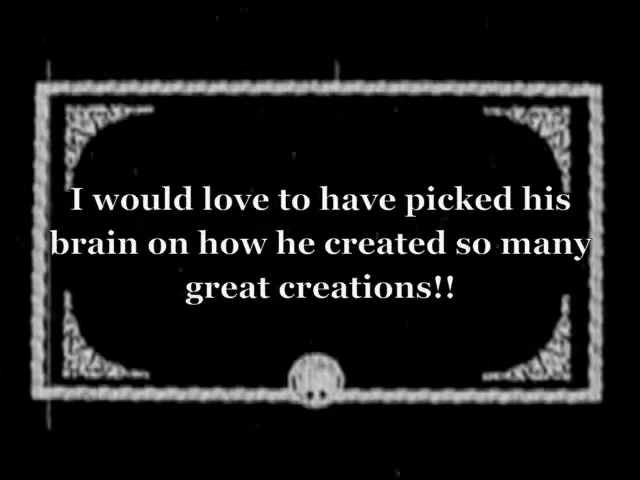 I would love to have picked his
brain on how he created so many
great creations!!